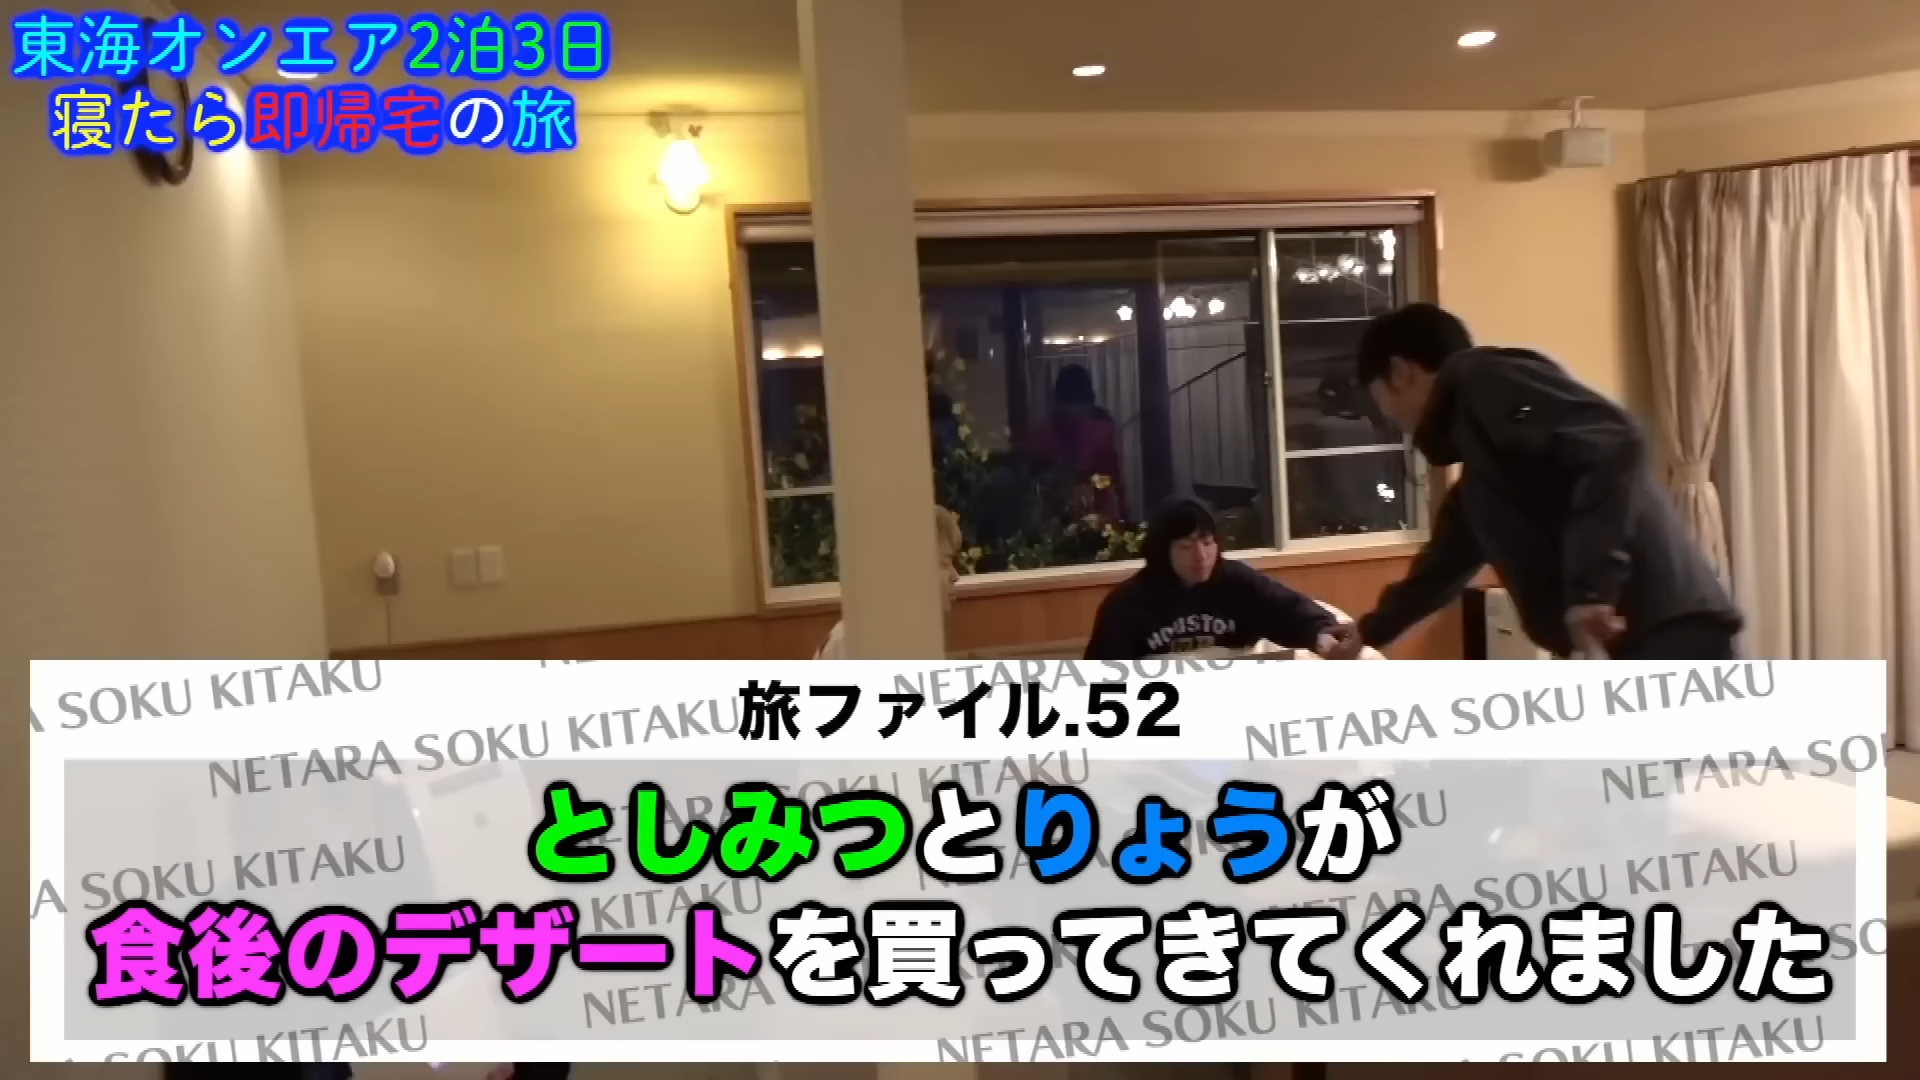 東海オンエア2泊3日
寝たら即帰宅の旅
HOUSTON
旅ファイル.52
としみつとりょうが
食後のデザートを買ってきてくれました
NETARA SOKU KITAKU